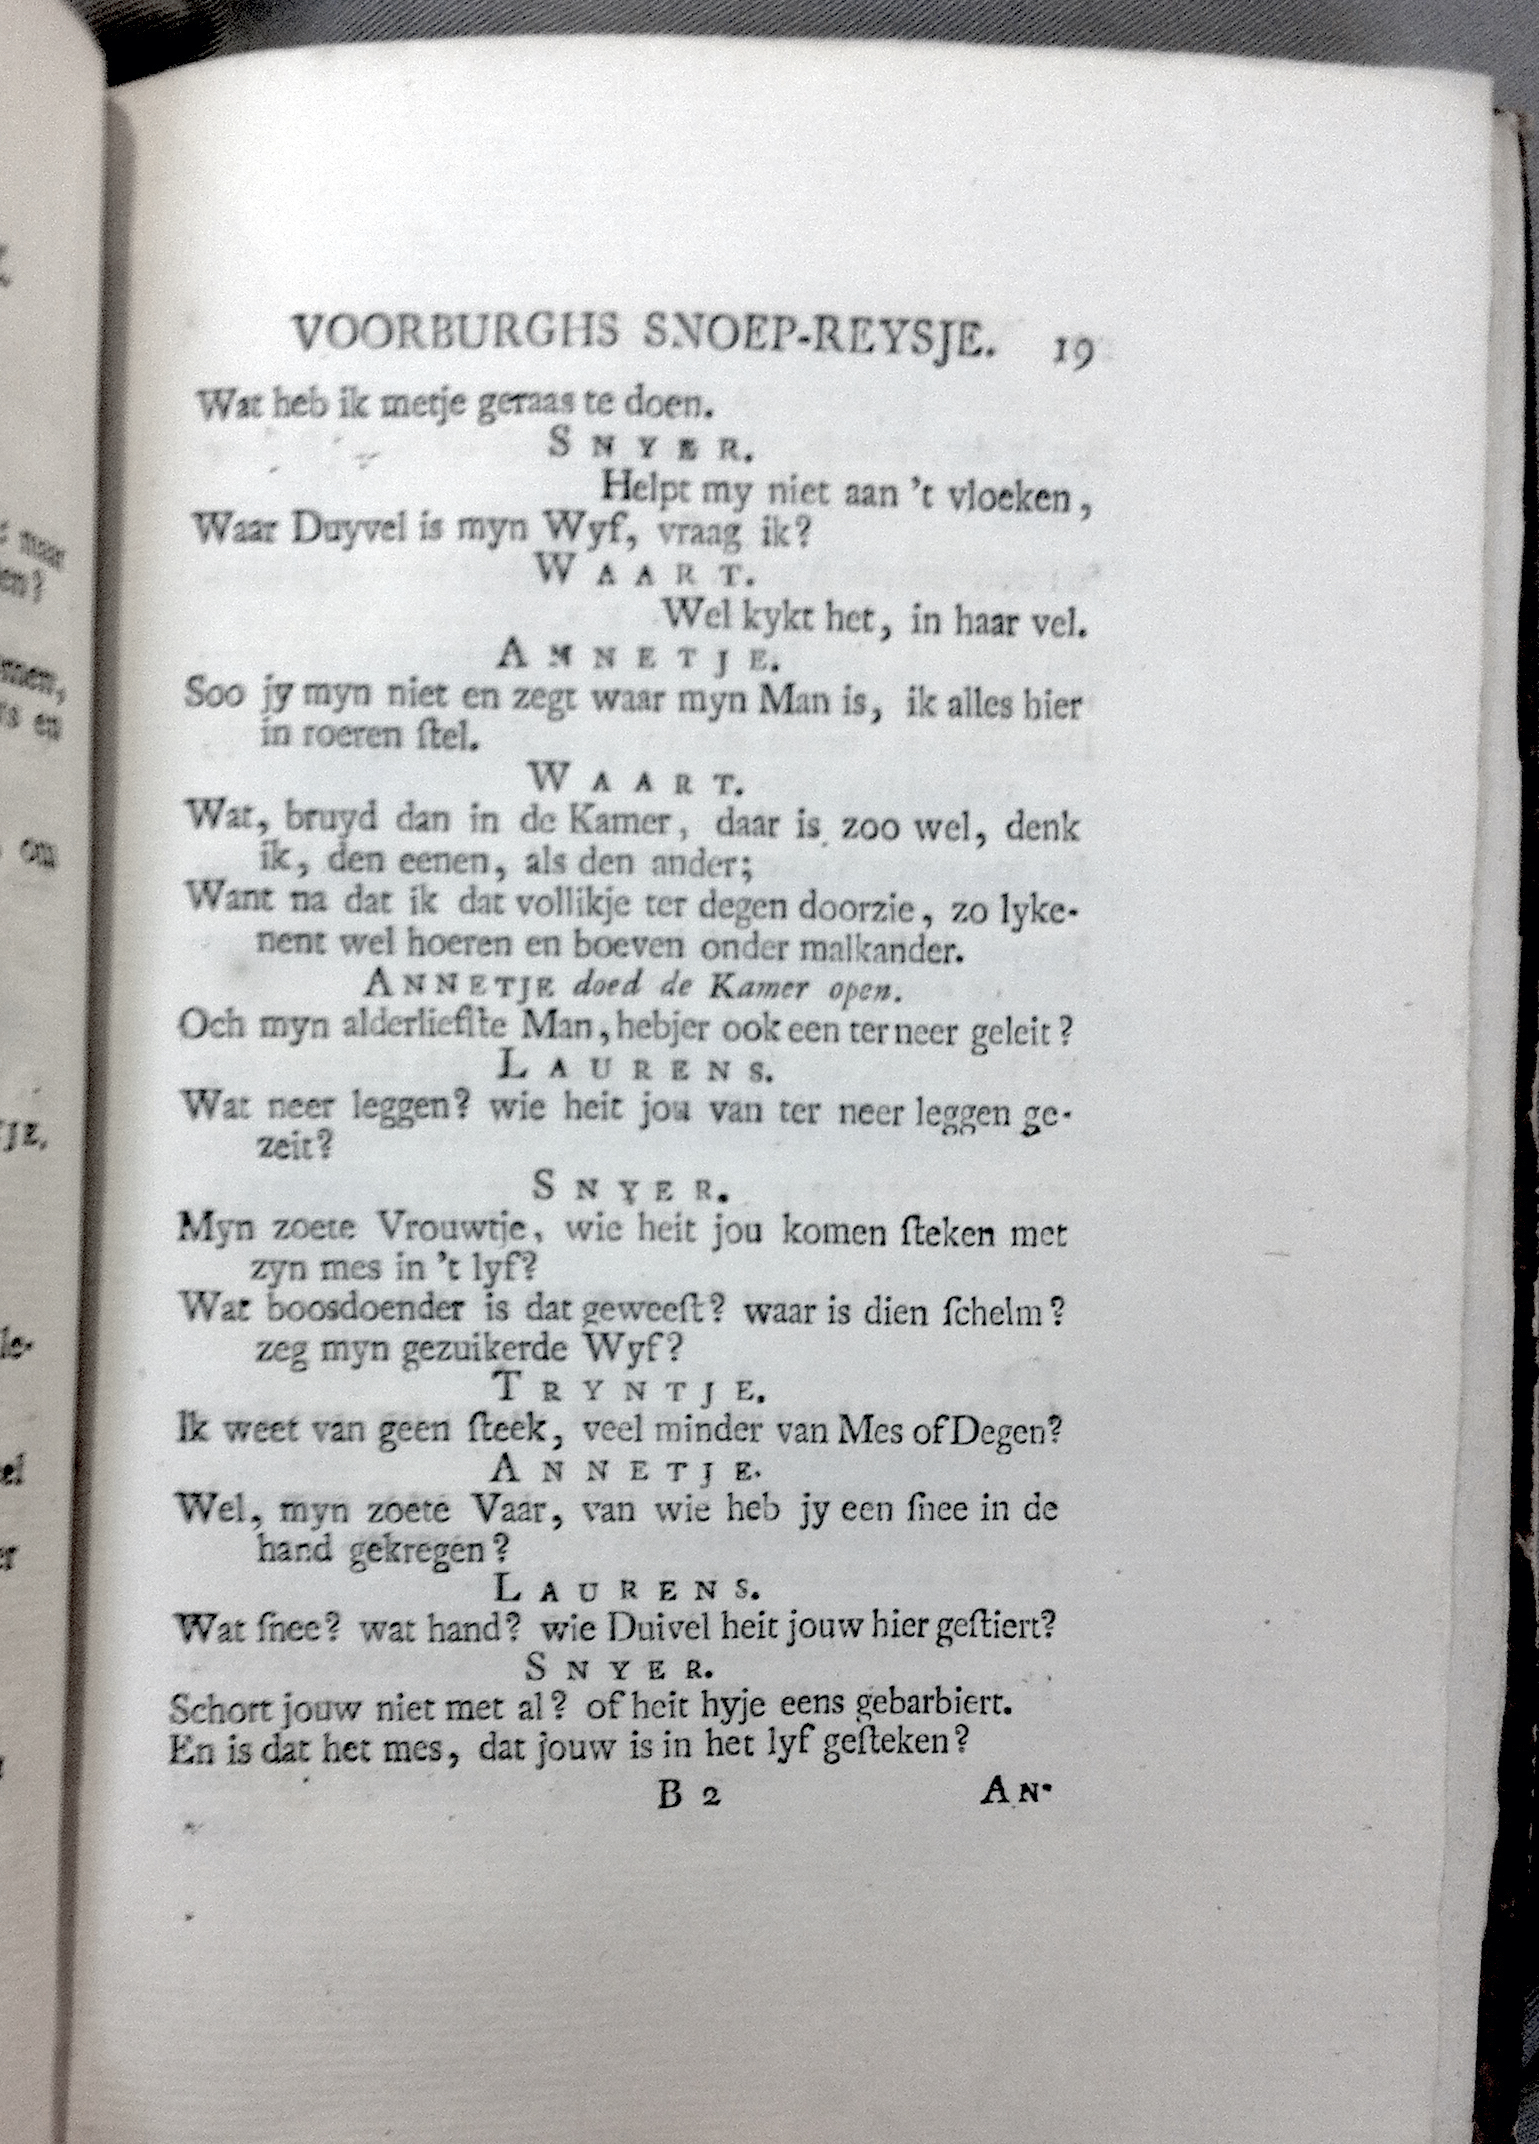 VOORBURGHS SNOEP-REYSJE. 19
Wat heb ik metje geraas te doen.
SNYER.
Helpt my niet aan 't vloeken,
Waar Duyvel is myn Wyf, vraag ik?
WAART.
Wel kykt het, in haar vel.
ANNETJE.
Soo jy myn niet en zegt waar myn Man is, ik alles hier
in roeren ſtel.
WAART.
Wat, bruyd dan in de Kamer, daar is zoo wel, denk
ik, den eenen, als den ander;
Want na dat ik dat vollikje ter degen doorzie, zo lyke-
nent wel hoeren en boeven onder malkander.
ANNETJE doed de Kamer open.
Och myn alderliefſte Man, hebjer ook een ter neer geleit?
LAURENS.
Wat neer leggen? wie heit jou van ter neer leggen ge-
zeit?
SNYER.
Myn zoete Vrouwtje, wie heit jou komen ſteken met
zyn mes in 't lyf?
Wat boosdoender is dat geweeſt? waar is dien ſchelm?
zeg myn gezuikerde Wyf?
TRYNTJE.
Ik weet van geen ſteek, veel minder van Mes of Degen?
ANNETJE.
Wel, myn zoete Vaar, van wie heb jy een ſnee in de
hand gekregen?
LAURENS.
Wat ſnee? wat hand? wie Duivel heit jouw hier geſtiert?
SNYER.
Schort jouw niet met al? of heit hyje eens gebarbiert.
En is dat het mes, dat jouw is in het lyf geſteken?
B 2 AN-